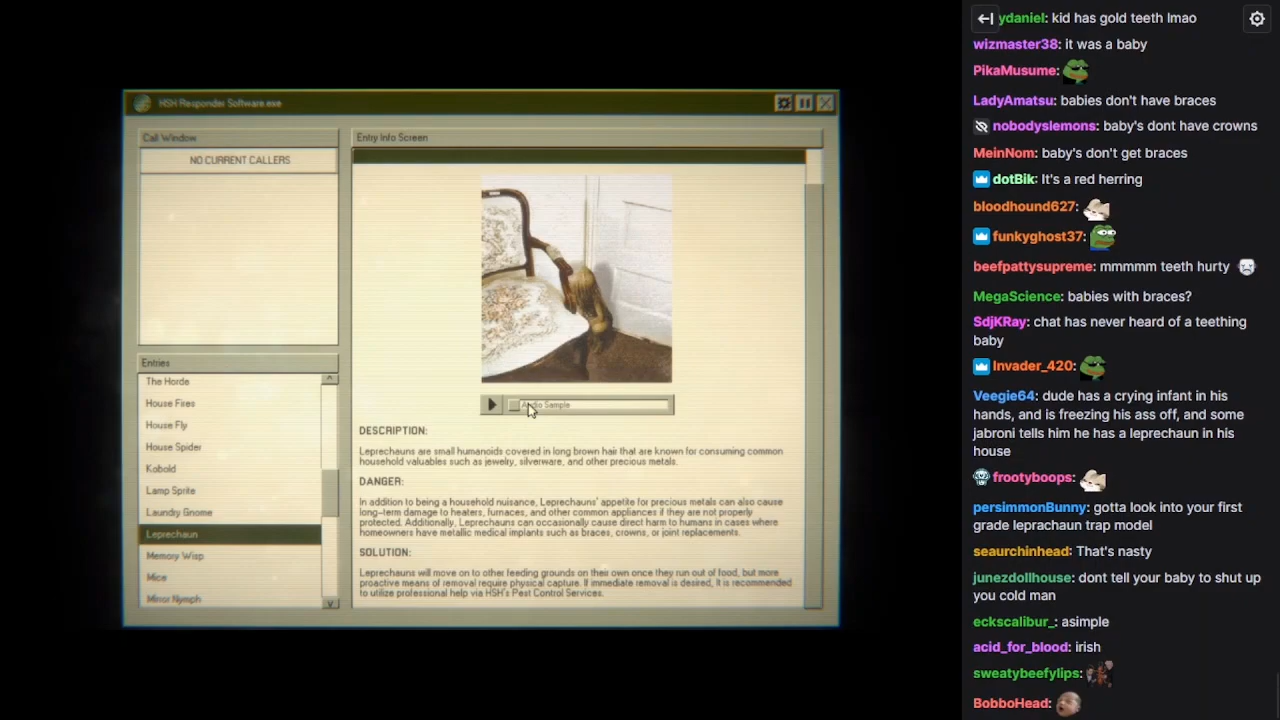 HSH Responder Software.exe
Call Window
NO CURRENT CALLERS
Entries
The Horde
House Fires
House Fly
House Spider
Kobold
Lamp Sprite
Laundry Gnome
Leprechaun
Memory Wisp
Mice
Minor Nymph
Entry Info Screen
Audio Sample
DESCRIPTION:
Leprechauns are small humanoids covered in long brown hair that are known for consuming common
household valuables such as jewelry, silverware, and other precious metals.
DANGER:
In addition to being a household nuisance, Leprechauns' appetite for precious metals can also cause
long-term damage to heaters, furnaces, and other common appliances if they are not properly
protected. Additionally, Leprechauns can occasionally cause direct harm to humans in cases where
homeowners have metallic medical implants such as braces, crowns, or joint replacements.
SOLUTION:
Leprechauns will move on to other feeding grounds on their own once they run out of food, but more
proactive means of removal require physical capture. If immediate removal is desired, it is recommended
to utilize professional help via HSH's Pest Control Services.
ydaniel: kid has gold teeth lmao
wizmaster38: it was a baby
PikaMusume:
LadyAmatsu: babies don't have braces
nobodyslemons: baby's dont have crowns
MeinNom: baby's don't get braces
dotBik: It's a red herring
bloodhound627:
funkyghost37:
beefpattysupreme: mmmmm teeth hurty
MegaScience: babies with braces?
SdjKRay: chat has never heard of a teething
baby
Invader_420:
Veegie64: dude has a crying infant in his
hands, and is freezing his ass off, and some
jabroni tells him he has a leprechaun in his
house
frootyboops:
persimmonBunny: gotta look into your first
grade leprachaun trap model
seaurchinhead: That's nasty
junezdollhouse: dont tell your baby to shut up
you cold man
eckscalibur_: asimple
acid_for_blood: irish
sweatybeefylips:
BobboHead: